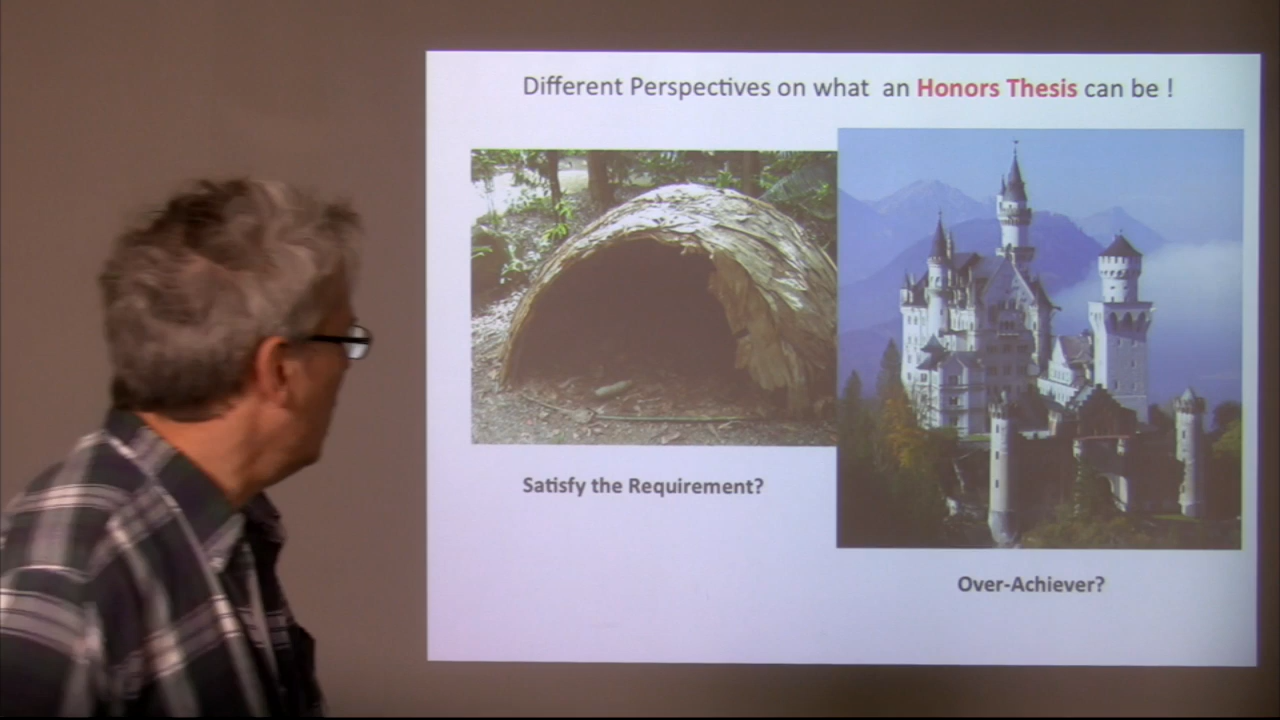 Different Perspectives on what an Honors Thesis can be !
Satisfy the Requirement?
Over-Achiever?